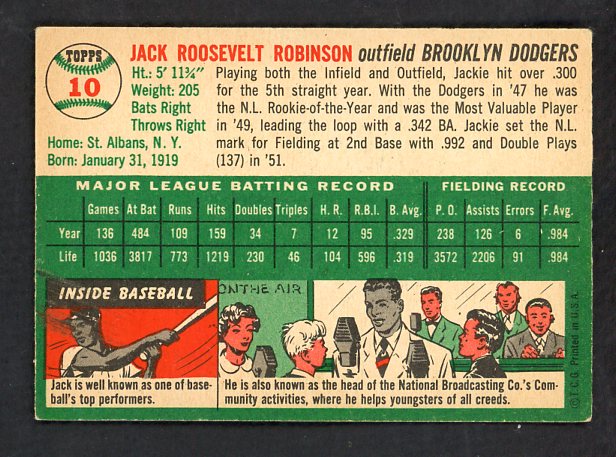 TOPPS
10
JACK ROOSEVELT ROBINSON outfield BROOKLYN DODGERS
Ht.: 5' 11¾"
Weight: 205
Bats Right
Throws Right
Home: St. Albans, N. Y.
Born: January 31, 1919
Playing both the Infield and Outfield, Jackie hit over .300
for the 5th straight year. With the Dodgers in '47 he was
the N.L. Rookie-of-the-Year and was the Most Valuable Player
in '49, leading the loop with a .342 BA. Jackie set the N.L.
mark for Fielding at 2nd Base with .992 and Double Plays
(137) in '51.
MAJOR LEAGUE BATTING RECORD FIELDING RECORD
Games At Bat Runs Hits Doubles Triples H. R. R.B.I. B. Avg. P. O. Assists Errors F. Avg.
Year 136 484 109 159 34 7 12 95 .329 238 126 6 .984
Life 1036 3817 773 1219 230 46 104 596 .319 3572 2206 91 .984
INSIDE BASEBALL
ON THE AIR
Jack is well known as one of base-
ball's top performers.
He is also known as the head of the National Broadcasting Co.'s Com-
munity activities, where he helps youngsters of all creeds.
© T. C. G. Printed in U.S.A.